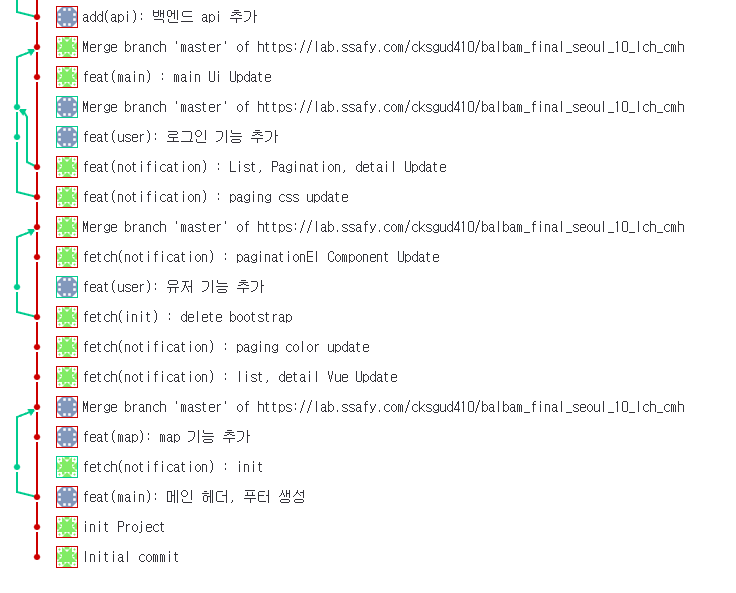 add(api): 백엔드 api 추가
Merge branch 'master' of https://lab.ssafy.com/cksgud410/balbam_final_seoul_10_lch_cmh
feat(main) : main Ui Update
Merge branch 'master' of https://lab.ssafy.com/cksgud410/balbam_final_seoul_10_lch_cmh
feat(user): 로그인 기능 추가
feat(notification) : List, Pagination, detail Update
feat(notification) : paging css update
Merge branch 'master' of https://lab.ssafy.com/cksgud410/balbam_final_seoul_10_lch_cmh
fetch(notification) : paginationEl Component Update
feat(user): 유저 기능 추가
fetch(init) : delete bootstrap
fetch(notification) : paging color update
fetch(notification) : list, detail Vue Update
Merge branch 'master' of https://lab.ssafy.com/cksgud410/balbam_final_seoul_10_lch_cmh
feat(map): map 기능 추가
fetch(notification) : init
feat(main): 메인 헤더, 푸터 생성
init Project
Initial commit